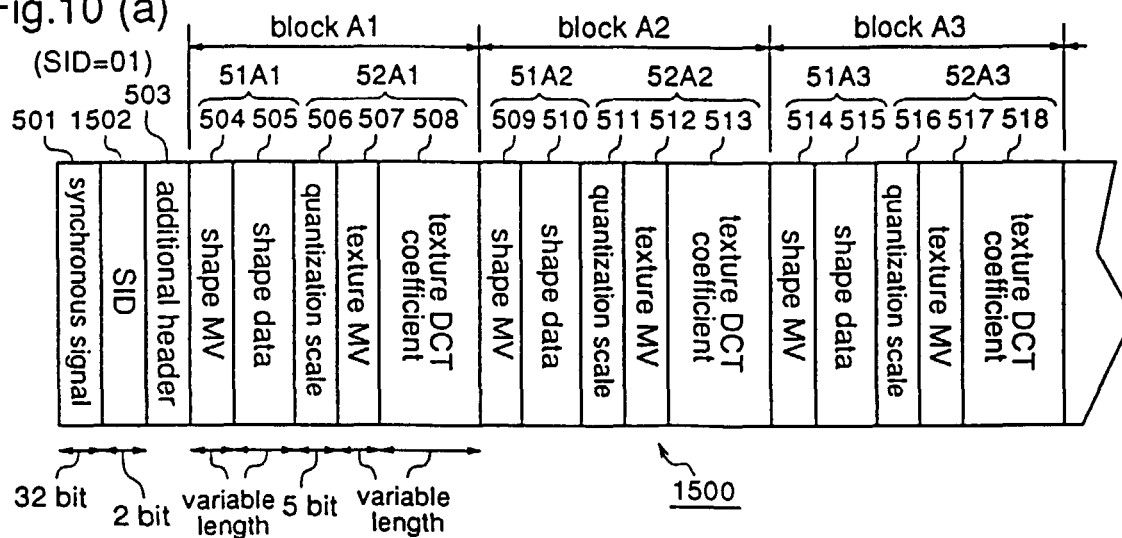 Fig.10 (a)
(SID=01)
block A1
block A2
block A3
51A1
52A1
51A2
52A2
51A3
52A3
501
1502
503
504
505
506
507
508
509
510
511
512
513
514
515
516
517
518
synchronous signal
SID
additional header
shape MV
shape data
quantization scale
texture MV
texture DCT
coefficient
shape MV
shape data
quantization scale
texture MV
texture DCT
coefficient
shape MV
shape data
quantization scale
texture MV
texture DCT
coefficient
32 bit
2 bit
variable
length
5 bit
variable
length
1500